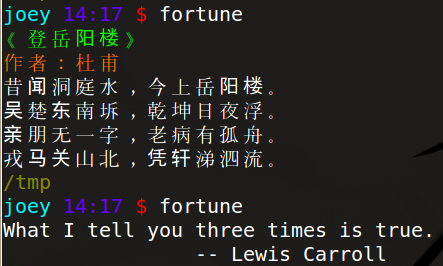 joey 14:17 $ fortune
《 登岳阳楼》
作者：杜甫
昔闻洞庭水，今上岳阳楼。
吴楚东南坼，乾坤日夜浮。
亲朋无一字，老病有孤舟。
戎马关山北，凭轩涕泗流。
/tmp
joey 14:17 $ fortune
What I tell you three times is true.
-- Lewis Carroll